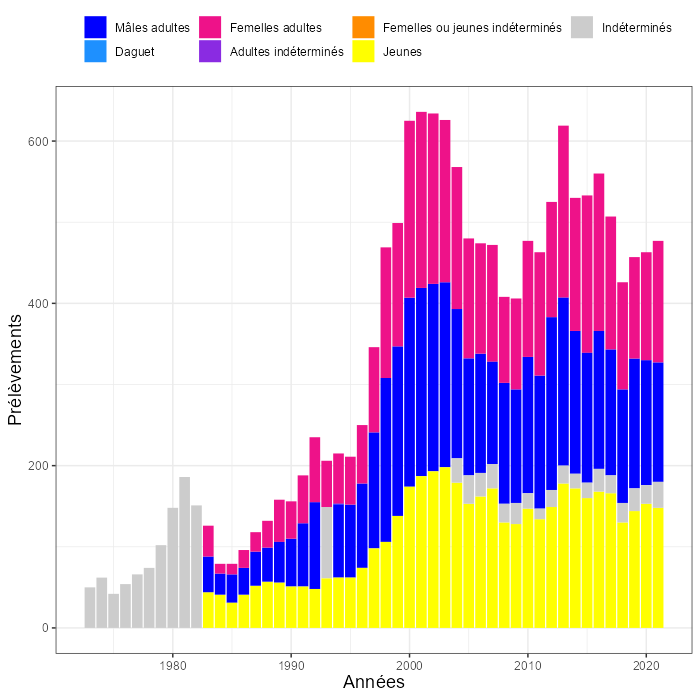 Mâles adultes Femelles adultes Femelles ou jeunes indéterminés Indéterminés
Daguet Adultes indéterminés Jeunes
600
400
200
0
Prélèvements
1980 1990 2000 2010 2020
Années